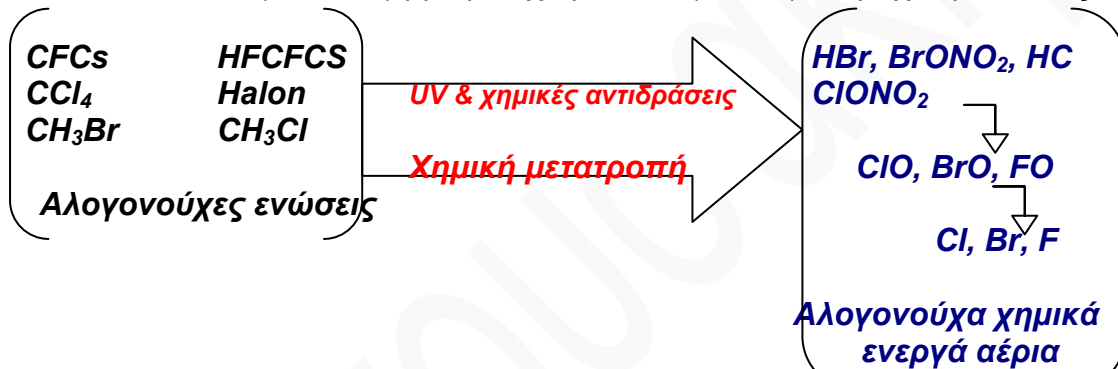 CFCs HFCFCS
CCl₄ Halon
CH₃Br CH₃Cl
Αλογονούχες ενώσεις
UV & χημικές αντιδράσεις
Χημική μετατροπή
HBr, BrONO₂, HC
ClONO₂
ClO, BrO, FO
Cl, Br, F
Αλογονούχα χημικά
ενεργά αέρια